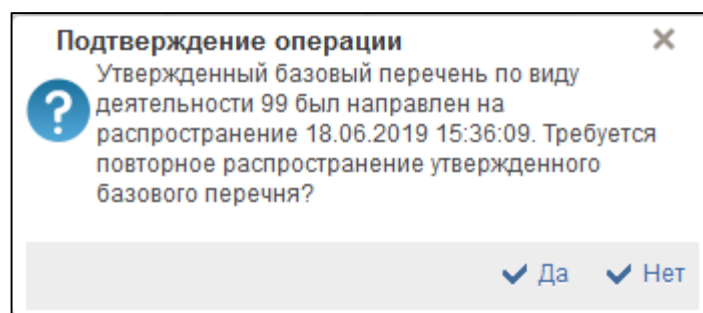 Подтверждение операции
Утвержденный базовый перечень по виду
деятельности 99 был направлен на
распространение 18.06.2019 15:36:09. Требуется
повторное распространение утвержденного
базового перечня?
Да Нет